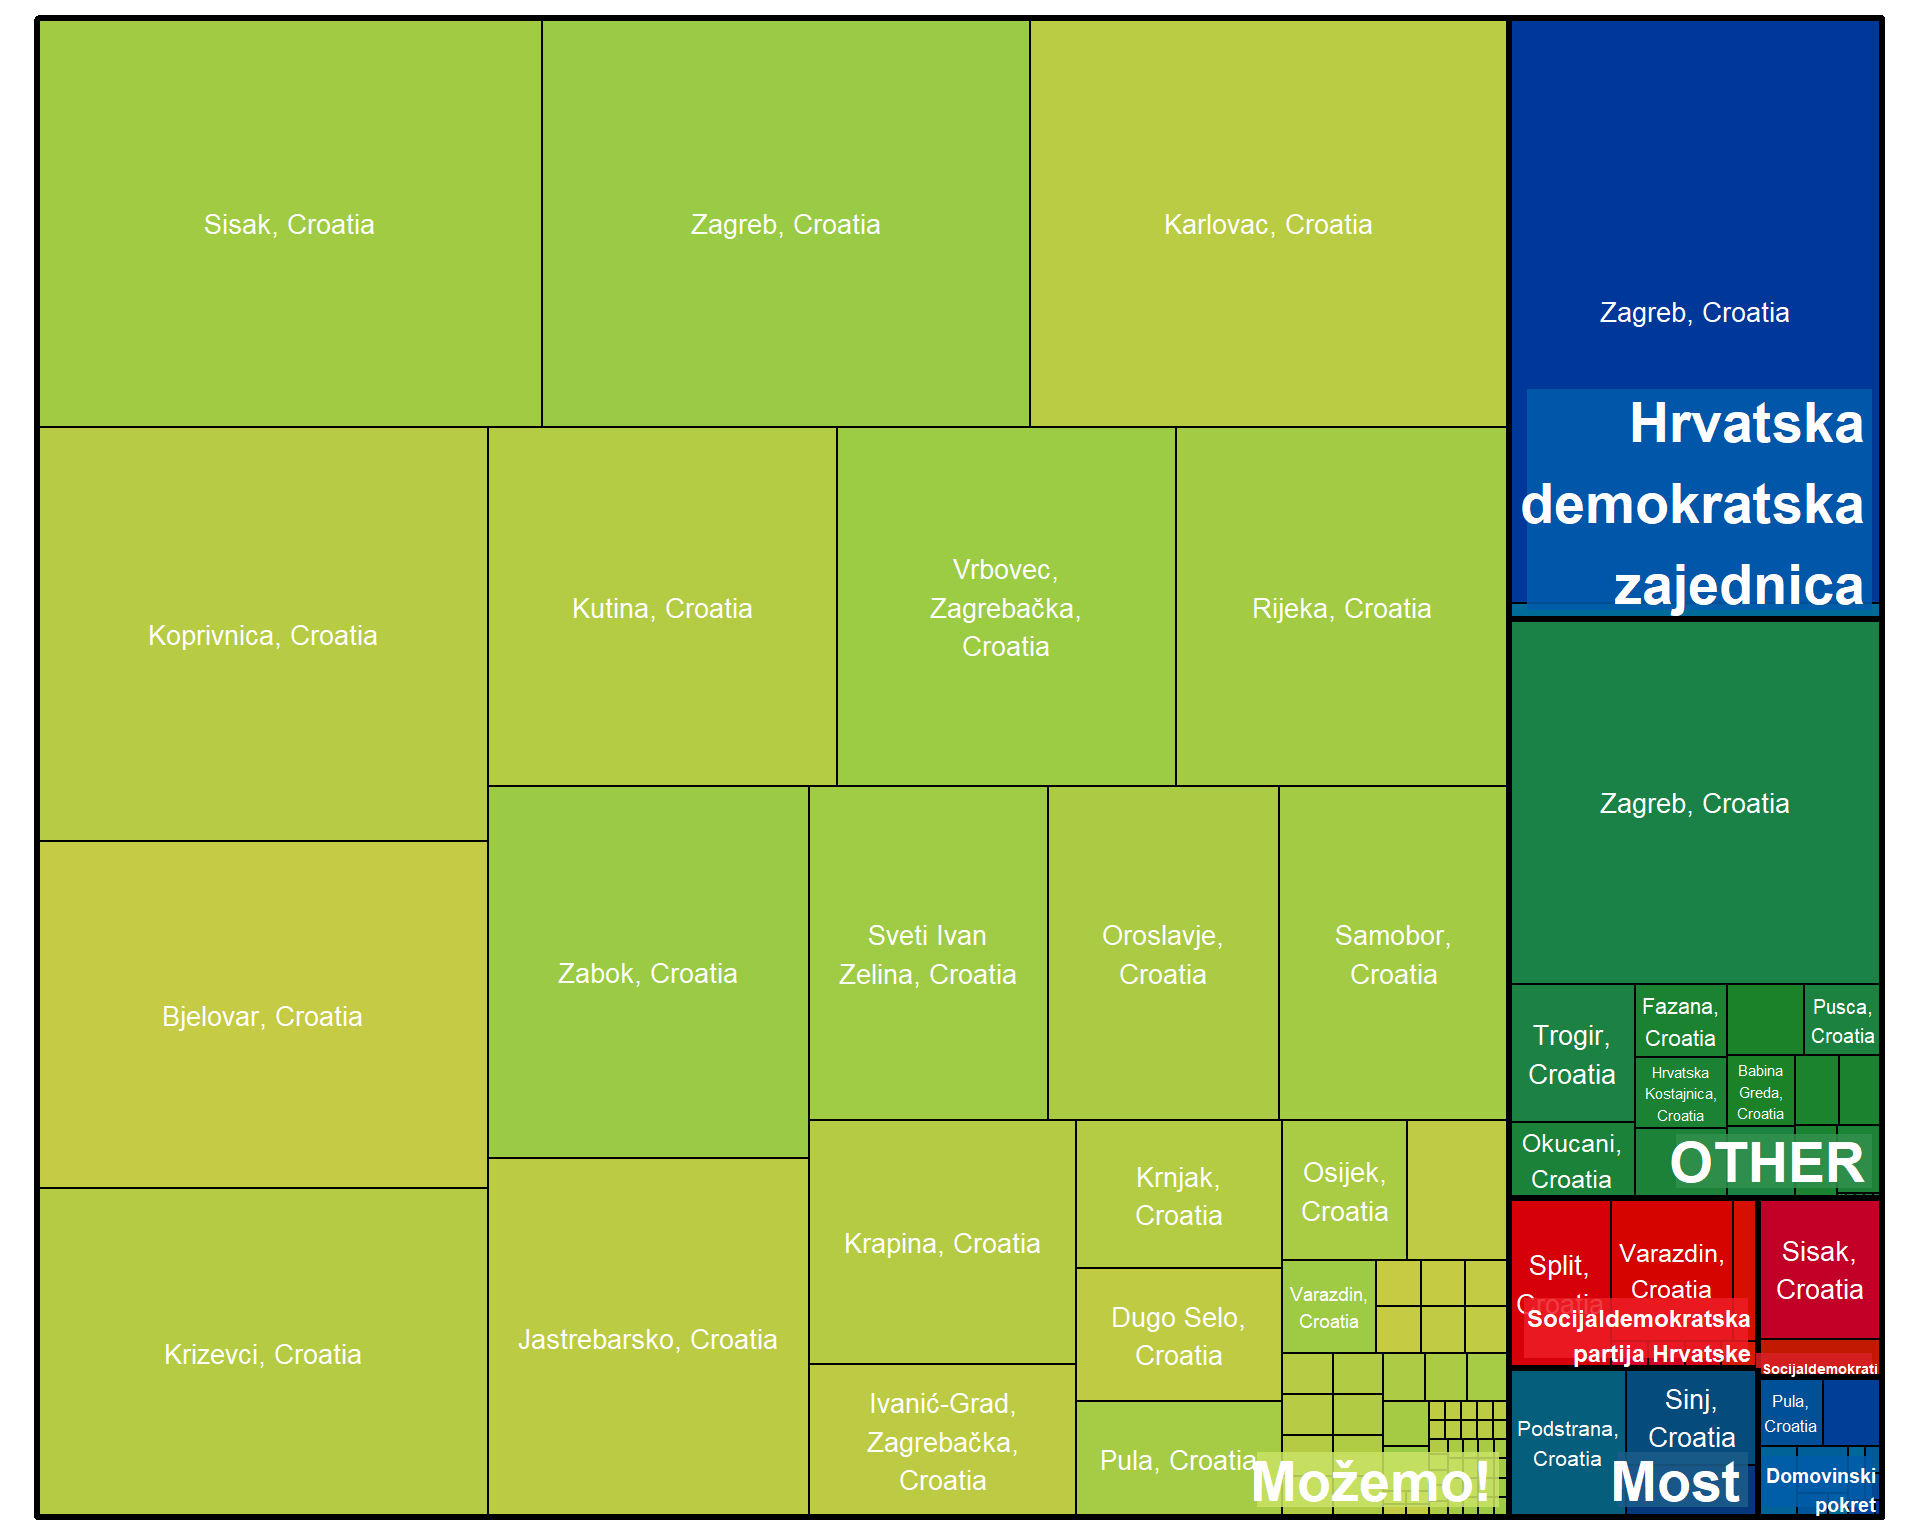 Sisak, Croatia
Zagreb, Croatia
Karlovac, Croatia
Koprivnica, Croatia
Kutina, Croatia
Vrbovec,
Zagrebačka,
Croatia
Rijeka, Croatia
Bjelovar, Croatia
Zabok, Croatia
Sveti Ivan
Zelina, Croatia
Oroslavje,
Croatia
Samobor,
Croatia
Krizevci, Croatia
Jastrebarsko, Croatia
Krapina, Croatia
Ivanić-Grad,
Zagrebačka,
Croatia
Krnjak,
Croatia
Dugo Selo,
Croatia
Pula, Croatia
Osijek,
Croatia
Varazdin,
Croatia
Možemo!
Zagreb, Croatia
Hrvatska
demokratska
zajednica
Zagreb, Croatia
Trogir,
Croatia
Fazana,
Croatia
Pusca,
Croatia
Hrvatska
Kostajnica,
Croatia
Babina
Greda,
Croatia
Okucani,
Croatia
OTHER
Split,
Croatia
Varazdin,
Croatia
Socijaldemokratska
partija Hrvatske
Sisak,
Croatia
Socijaldemokrati
Podstrana,
Croatia
Sinj,
Croatia
Most
Pula,
Croatia
Domovinski
pokret